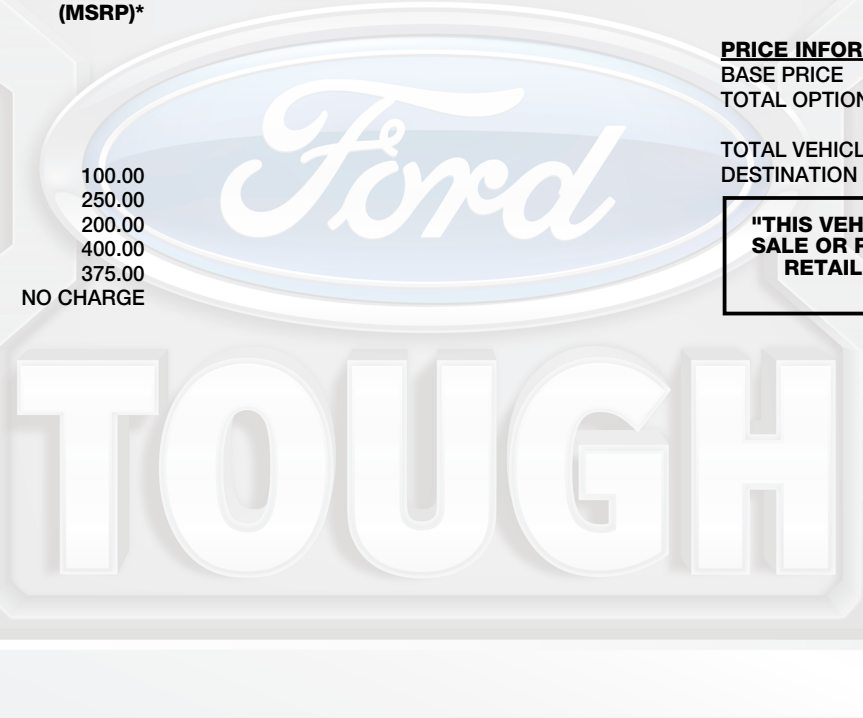 (MSRP)*
100.00
250.00
200.00
400.00
375.00
NO CHARGE
PRICE INFOR
BASE PRICE
TOTAL OPTION
TOTAL VEHICL
DESTINATION
"THIS VEH
SALE OR
RETAIL
Ford
TOUGH